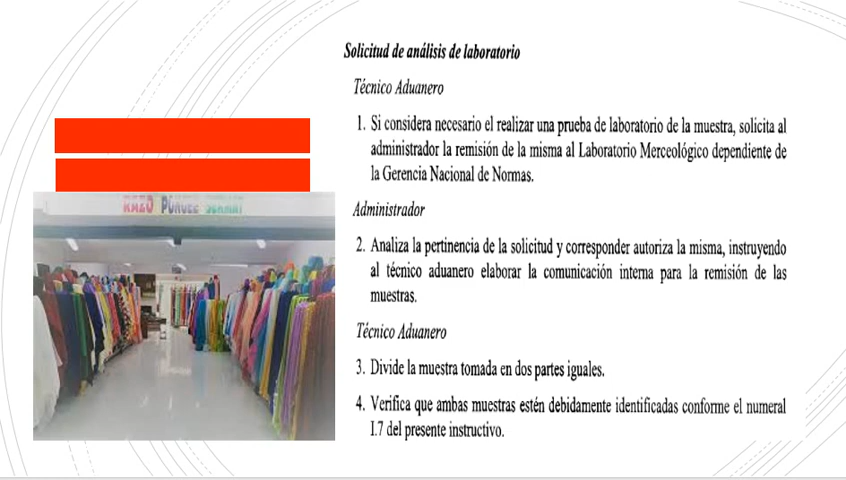 Solicitud de análisis de laboratorio
Técnico Aduanero
1. Si considera necesario el realizar una prueba de laboratorio de la muestra, solicita al
administrador la remisión de la misma al Laboratorio Merceológico dependiente de
la Gerencia Nacional de Normas.
Administrador
2. Analiza la pertinencia de la solicitud y corresponder autoriza la misma, instruyendo
al técnico aduanero elaborar la comunicación interna para la remisión de las
muestras.
Técnico Aduanero
3. Divide la muestra tomada en dos partes iguales.
4. Verifica que ambas muestras estén debidamente identificadas conforme el numeral
I.7 del presente instructivo.